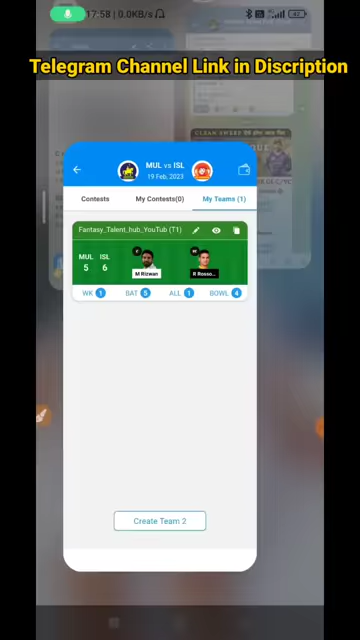 17:58 | 0.0KB/s
42
Telegram Channel Link in Discription
CLEAN SWEEP
MUL vs ISL
19 Feb, 2023
Contests
My Contests(0)
My Teams (1)
Fantasy_Talent_hub_YouTub (T1)
MUL ISL
5 6
M Rizwan
R Rosso...
WK 1
BAT 5
ALL 1
BOWL 4
Create Team 2